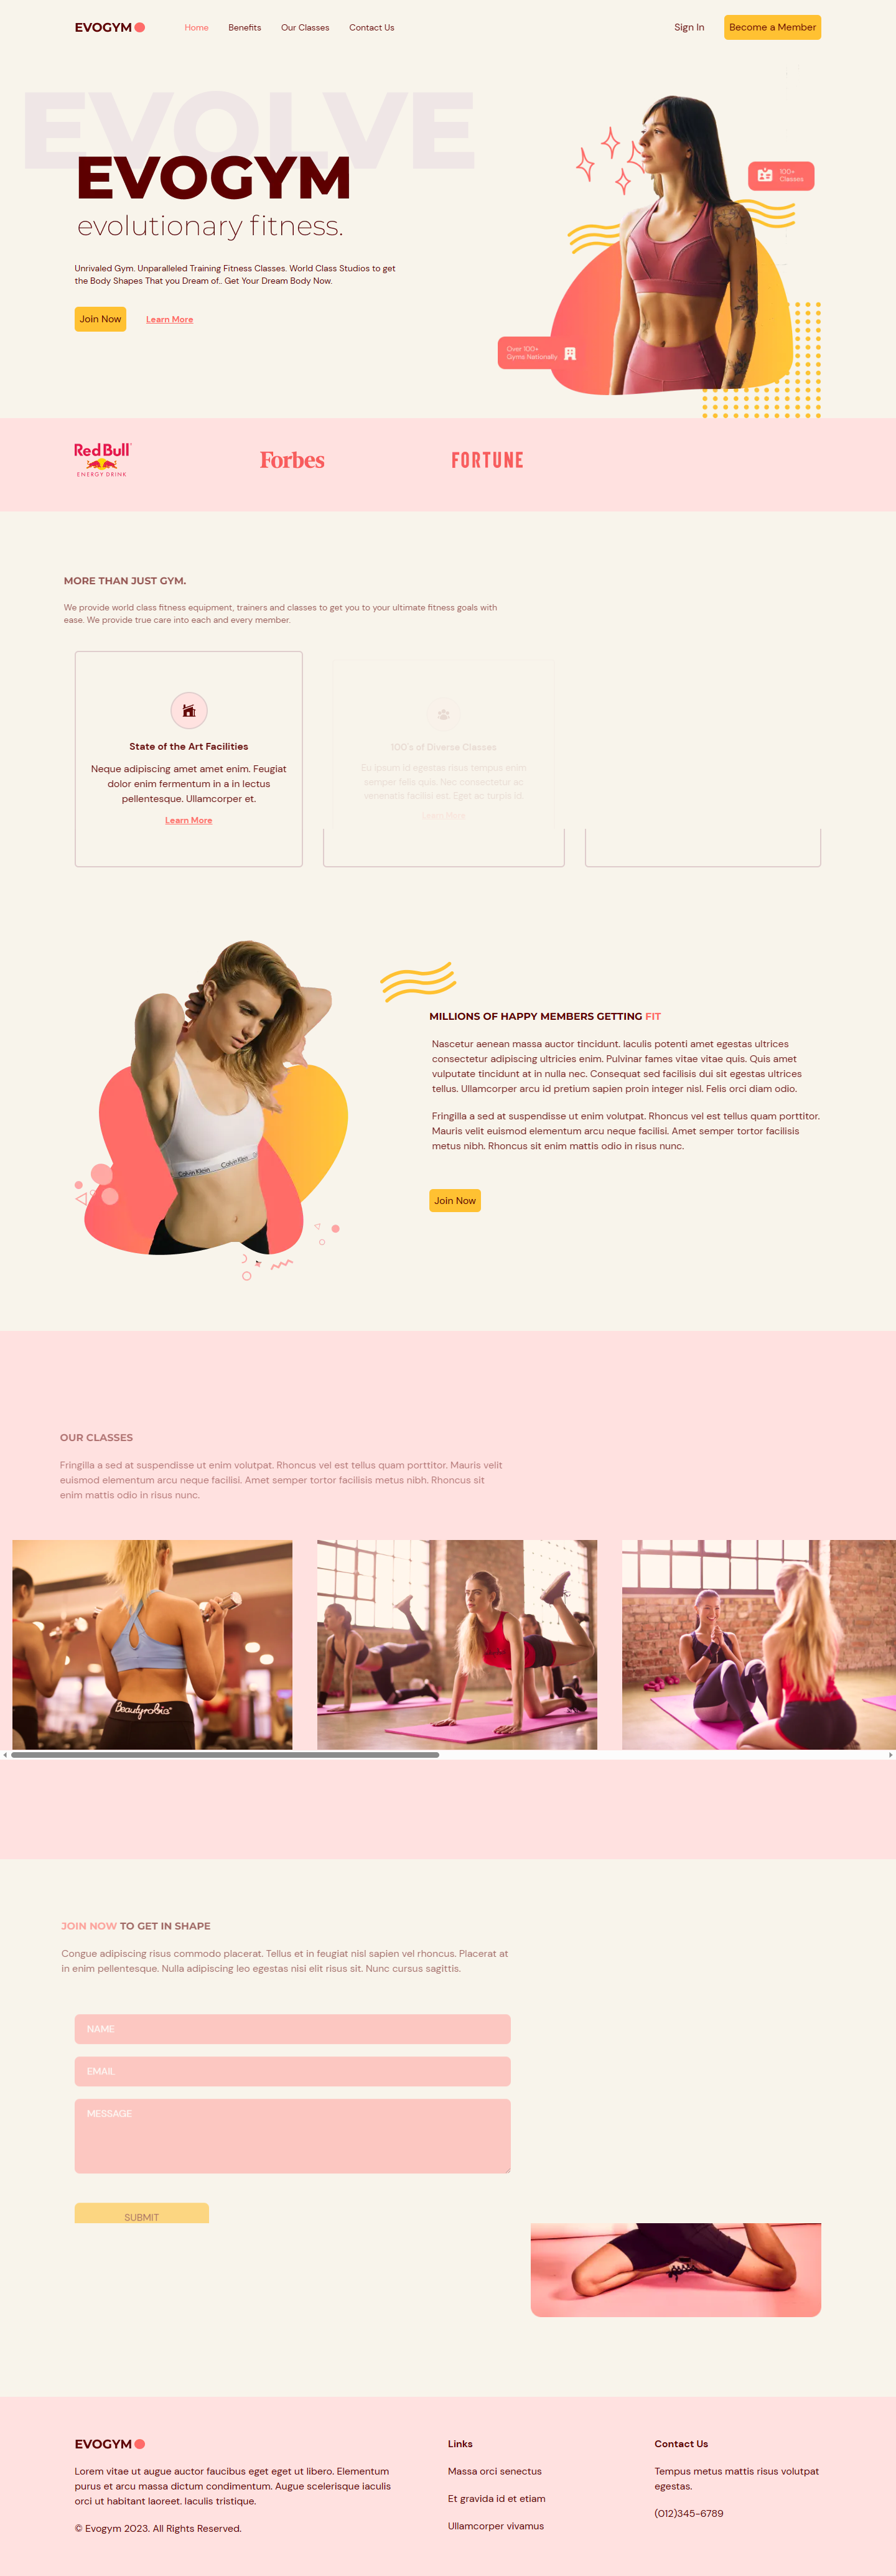 EVOGYM
Home Benefits Our Classes Contact Us
Sign In
Become a Member
EVOLVE
EVOGYM
evolutionary fitness.
Unrivaled Gym. Unparalleled Training Fitness Classes. World Class Studios to get
the Body Shapes That you Dream of.. Get Your Dream Body Now.
Join Now
Learn More
100+
Classes
Over 100+
Gyms Nationally
Red Bull
ENERGY DRINK
Forbes
FORTUNE
MORE THAN JUST GYM.
We provide world class fitness equipment, trainers and classes to get you to your ultimate fitness goals with
ease. We provide true care into each and every member.
State of the Art Facilities
Neque adipiscing amet amet enim. Feugiat
dolor enim fermentum in a in lectus
pellentesque. Ullamcorper et.
Learn More
100's of Diverse Classes
Eu ipsum id egestas risus tempus enim
semper felis quis. Nec consectetur ac
venenatis facilisi est. Eget ac turpis id.
Learn More
Calvin Klein Calvin Klein
MILLIONS OF HAPPY MEMBERS GETTING FIT
Nascetur aenean massa auctor tincidunt. Iaculis potenti amet egestas ultrices
consectetur adipiscing ultricies enim. Pulvinar fames vitae vitae quis. Quis amet
vulputate tincidunt at in nulla nec. Consequat sed facilisis dui sit egestas ultrices
tellus. Ullamcorper arcu id pretium sapien proin integer nisl. Felis orci diam odio.
Fringilla a sed at suspendisse ut enim volutpat. Rhoncus vel est tellus quam porttitor.
Mauris velit euismod elementum arcu neque facilisi. Amet semper tortor facilisis
metus nibh. Rhoncus sit enim mattis odio in risus nunc.
Join Now
OUR CLASSES
Fringilla a sed at suspendisse ut enim volutpat. Rhoncus vel est tellus quam porttitor. Mauris velit
euismod elementum arcu neque facilisi. Amet semper tortor facilisis metus nibh. Rhoncus sit
enim mattis odio in risus nunc.
Beautyrobic
JOIN NOW TO GET IN SHAPE
Congue adipiscing risus commodo placerat. Tellus et in feugiat nisl sapien vel rhoncus. Placerat at
in enim pellentesque. Nulla adipiscing leo egestas nisi elit risus sit. Nunc cursus sagittis.
NAME
EMAIL
MESSAGE
SUBMIT
EVOGYM
Lorem vitae ut augue auctor faucibus eget eget ut libero. Elementum
purus et arcu massa dictum condimentum. Augue scelerisque iaculis
orci ut habitant laoreet. Iaculis tristique.
© Evogym 2023. All Rights Reserved.
Links
Massa orci senectus
Et gravida id et etiam
Ullamcorper vivamus
Contact Us
Tempus metus mattis risus volutpat
egestas.
(012)345-6789